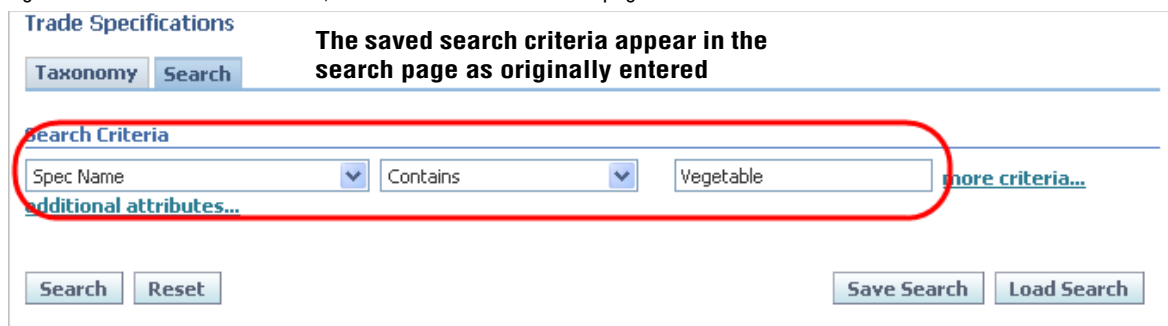 Trade Specifications
The saved search criteria appear in the
search page as originally entered
Taxonomy Search
Search Criteria
Spec Name Contains Vegetable more criteria...
additional attributes...
Search Reset Save Search Load Search